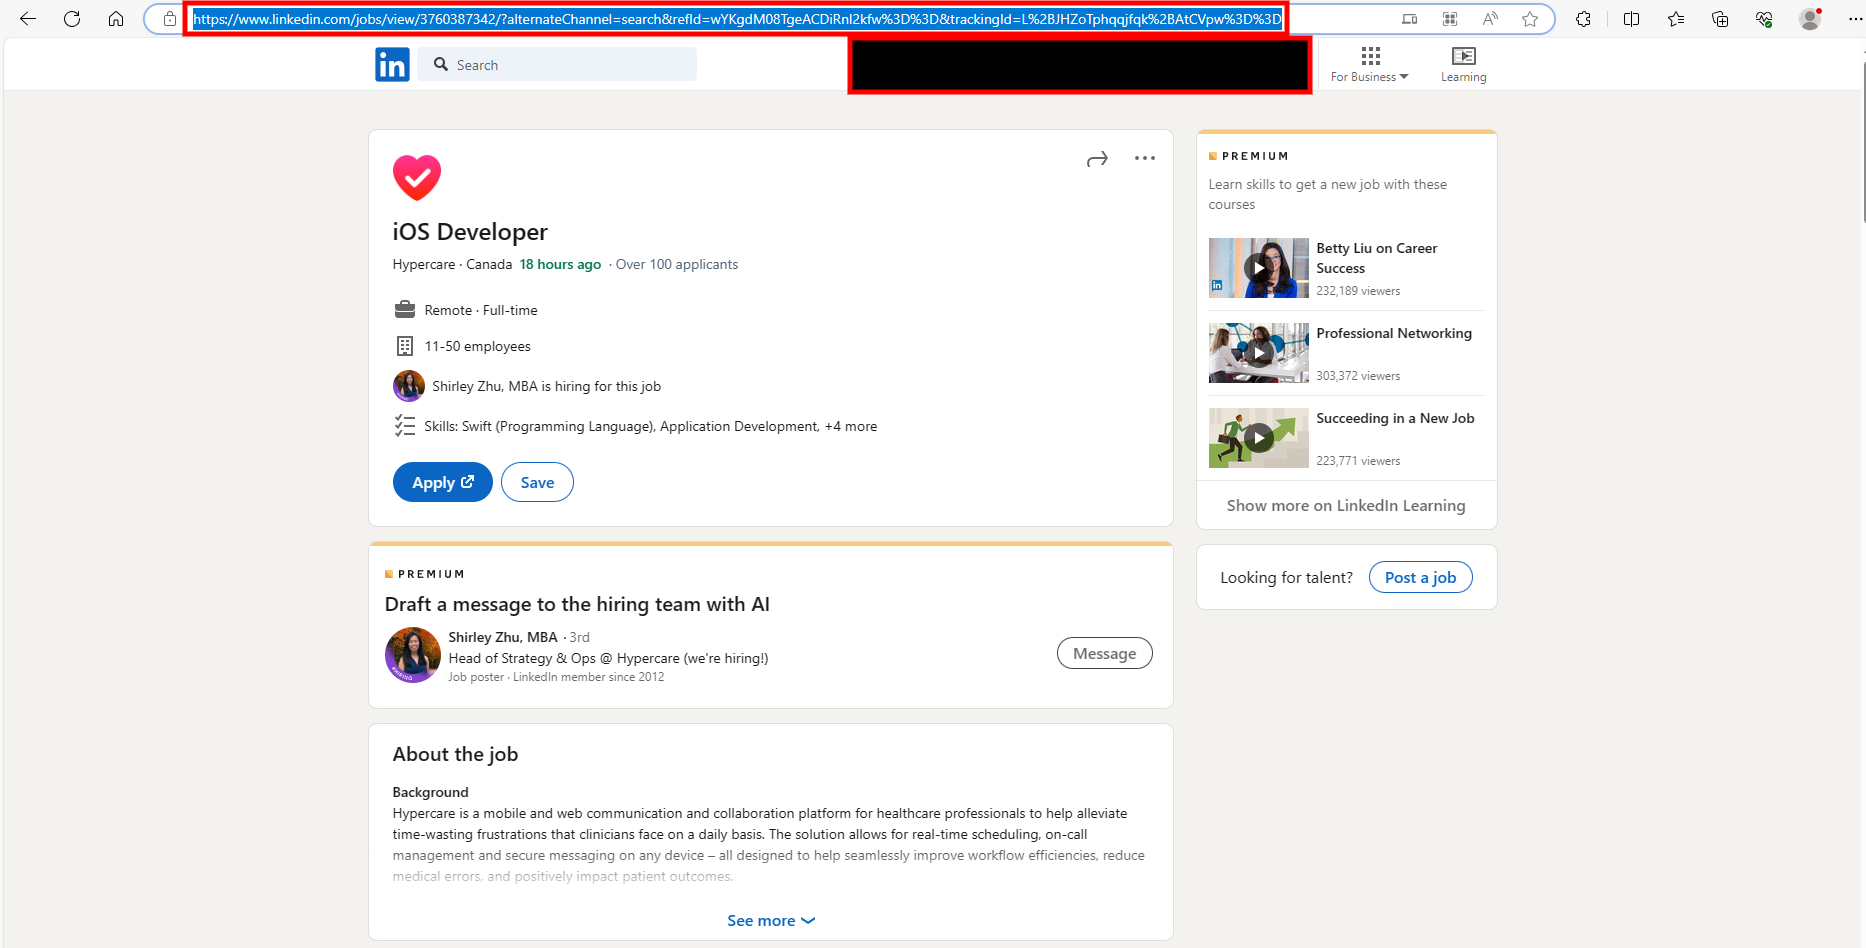 https://www.linkedin.com/jobs/view/3760387342/?alternateChannel=search&refId=wYKgdM08TgeACDiRnl2kfw%3D%3D&trackingId=L%2BJHZoTphqqjfqk%2BAtCVpw%3D%3D
in
Search
For Business
Learning
iOS Developer
Hypercare · Canada 18 hours ago · Over 100 applicants
Remote · Full-time
11-50 employees
Shirley Zhu, MBA is hiring for this job
Skills: Swift (Programming Language), Application Development, +4 more
Apply
Save
PREMIUM
Draft a message to the hiring team with AI
Shirley Zhu, MBA · 3rd
Head of Strategy & Ops @ Hypercare (we're hiring!)
Job poster · LinkedIn member since 2012
Message
About the job
Background
Hypercare is a mobile and web communication and collaboration platform for healthcare professionals to help alleviate
time-wasting frustrations that clinicians face on a daily basis. The solution allows for real-time scheduling, on-call
management and secure messaging on any device – all designed to help seamlessly improve workflow efficiencies, reduce
medical errors, and positively impact patient outcomes.
See more
PREMIUM
Learn skills to get a new job with these
courses
Betty Liu on Career
Success
232,189 viewers
Professional Networking
303,372 viewers
Succeeding in a New Job
223,771 viewers
Show more on LinkedIn Learning
Looking for talent?
Post a job